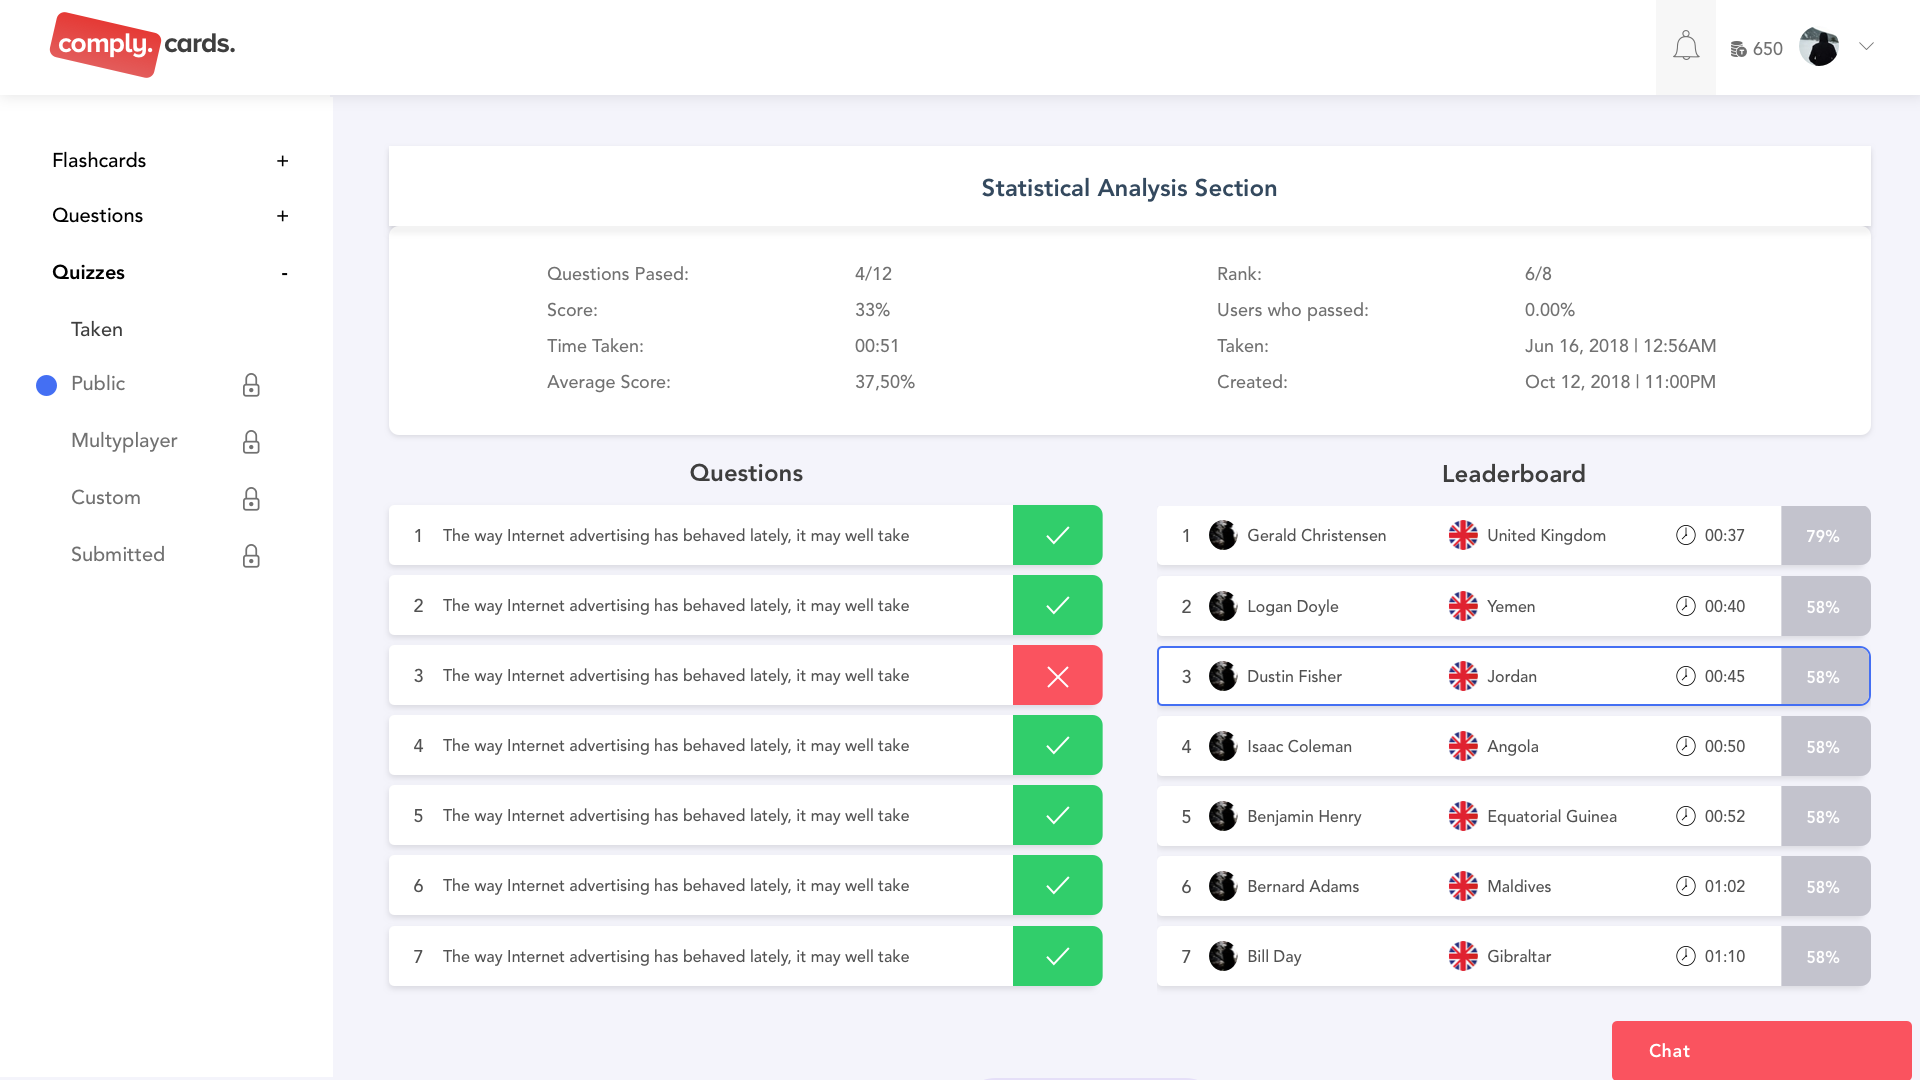 comply. cards.
650
Flashcards +
Questions +
Quizzes -
Taken
Public
Multyplayer
Custom
Submitted
Statistical Analysis Section
Questions Pased: 4/12
Score: 33%
Time Taken: 00:51
Average Score: 37,50%
Rank: 6/8
Users who passed: 0.00%
Taken: Jun 16, 2018 | 12:56AM
Created: Oct 12, 2018 | 11:00PM
Questions
1 The way Internet advertising has behaved lately, it may well take
2 The way Internet advertising has behaved lately, it may well take
3 The way Internet advertising has behaved lately, it may well take
4 The way Internet advertising has behaved lately, it may well take
5 The way Internet advertising has behaved lately, it may well take
6 The way Internet advertising has behaved lately, it may well take
7 The way Internet advertising has behaved lately, it may well take
Leaderboard
1 Gerald Christensen United Kingdom 00:37 79%
2 Logan Doyle Yemen 00:40 58%
3 Dustin Fisher Jordan 00:45 58%
4 Isaac Coleman Angola 00:50 58%
5 Benjamin Henry Equatorial Guinea 00:52 58%
6 Bernard Adams Maldives 01:02 58%
7 Bill Day Gibraltar 01:10 58%
Chat